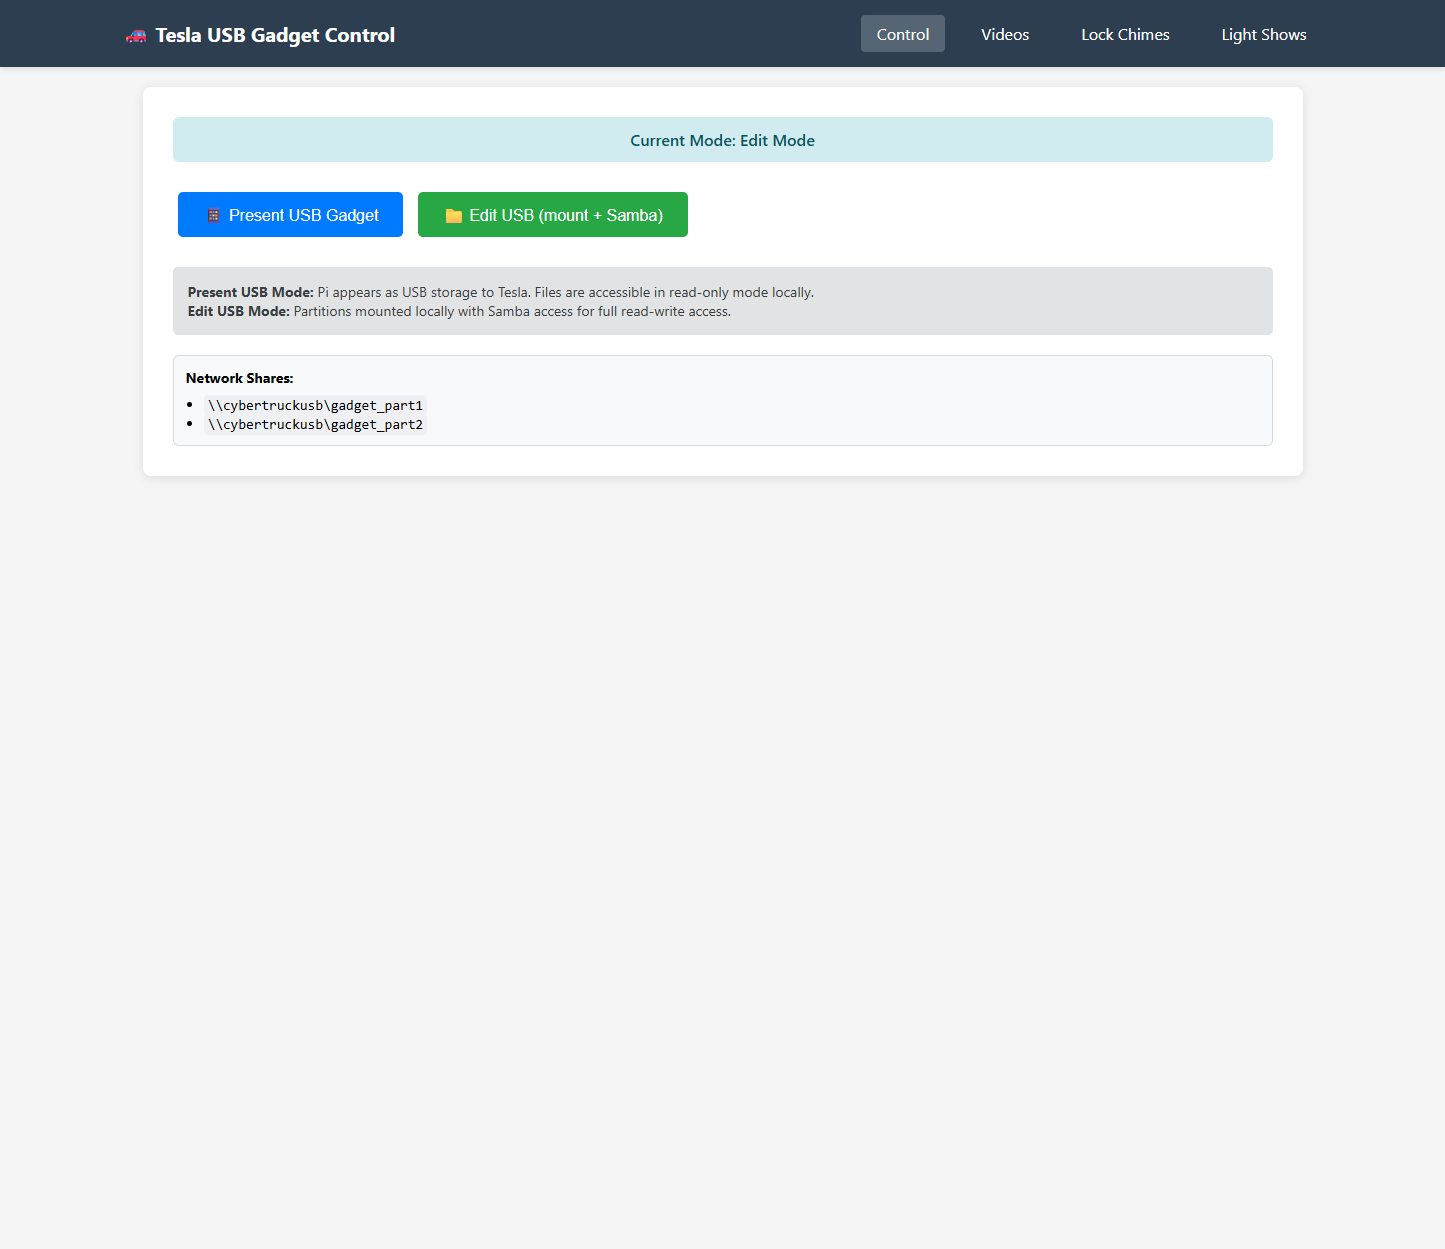 Tesla USB Gadget Control
Control
Videos
Lock Chimes
Light Shows
Current Mode: Edit Mode
Present USB Gadget
Edit USB (mount + Samba)
Present USB Mode: Pi appears as USB storage to Tesla. Files are accessible in read-only mode locally.
Edit USB Mode: Partitions mounted locally with Samba access for full read-write access.
Network Shares:
\\cybertruckusb\gadget_part1
\\cybertruckusb\gadget_part2